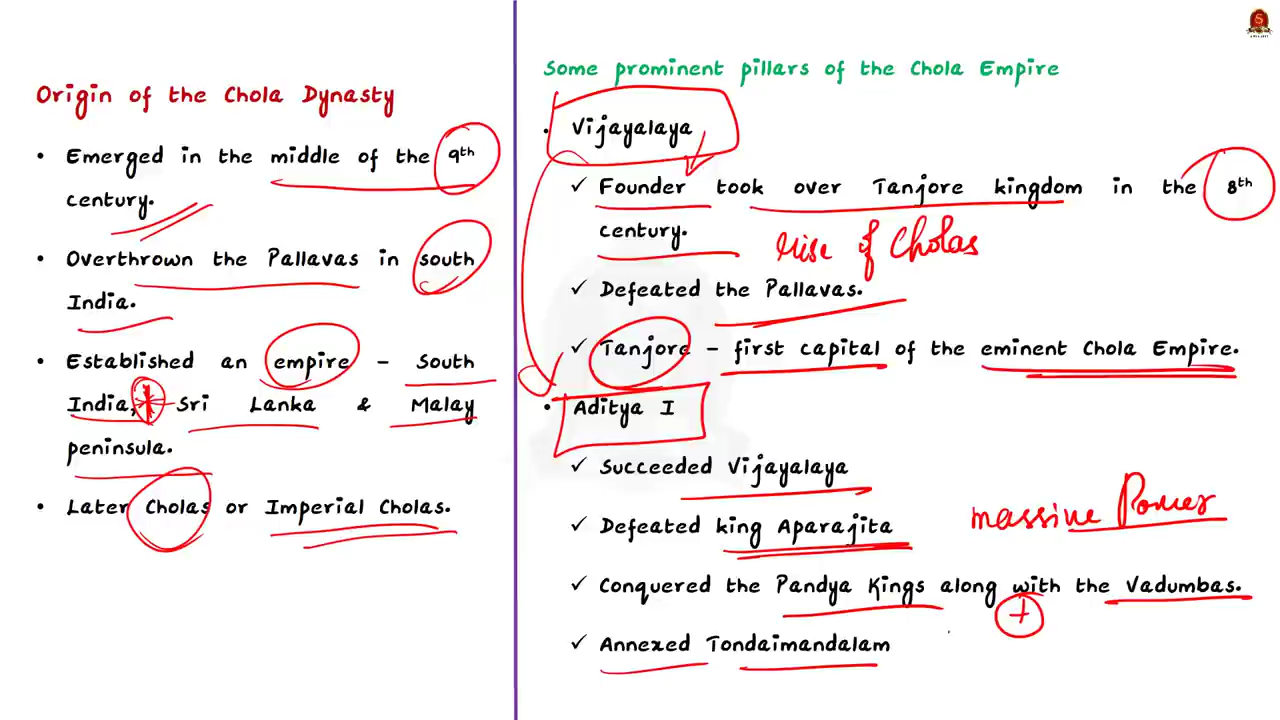 Origin of the Chola Dynasty
• Emerged in the middle of the 9th
century.
• Overthrown the Pallavas in south
India.
• Established an empire - South
India, Sri Lanka & Malay
peninsula.
• Later Cholas or Imperial Cholas.
Some prominent pillars of the Chola Empire
• Vijayalaya
✓ Founder took over Tanjore kingdom in the 8th
century.
rise of Cholas
✓ Defeated the Pallavas.
✓ Tanjore - first capital of the eminent Chola Empire.
• Aditya I
✓ Succeeded Vijayalaya
✓ Defeated king Aparajita
massive Power
✓ Conquered the Pandya Kings along with the Vadumbas.
+
✓ Annexed Tondaimandalam